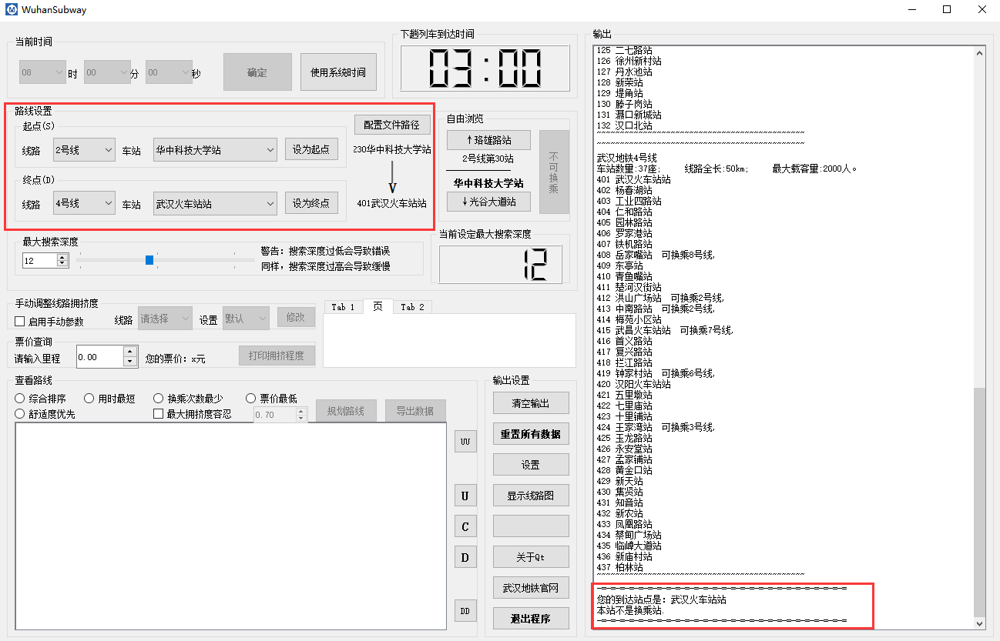 WuhanSubway
当前时间
08 时 00 分 00 秒 确定 使用系统时间
下趟列车到达时间
03:00
路线设置
起点(S)
线路 2号线 车站 华中科技大学站 设为起点
终点(D)
线路 4号线 车站 武汉火车站站 设为终点
配置文件路径
230华中科技大学站
V
401武汉火车站站
自由浏览
↑珞雄路站
2号线第30站
华中科技大学站
↓光谷大道站
不可换乘
最大搜索深度
12
警告：搜索深度过低会导致错误
同样，搜索深度过高会导致缓慢
当前设定最大搜索深度
12
手动调整线路拥挤度
启用手动参数 线路 请选择 设置 默认 修改
票价查询
请输入里程 0.00 您的票价：x元 打印拥挤程度
Tab 1 页 Tab 2
查看路线
综合排序 用时最短 换乘次数最少 票价最低
舒适度优先 最大拥挤度容忍 0.70 规划路线 导出数据
UU
U
C
D
DD
输出设置
清空输出
重置所有数据
设置
显示线路图
关于Qt
武汉地铁官网
退出程序
输出
125 二七路站
126 徐州新村站
127 丹水池站
128 新荣站
129 堤角站
130 滕子岗站
131 滠口新城站
132 汉口北站
~~~~~~~~~~~~~~~~~~~~~~~~~~~~~~~~~~~~~~~~~~~~~
~~~~~~~~~~~~~~~~~~~~~~~~~~~~~~~~~~~~~~~~~~~~~
武汉地铁4号线
车站数量:37座; 线路全长:50km; 最大载客量:2000人。
401 武汉火车站站
402 杨春湖站
403 工业四路站
404 仁和路站
405 园林路站
406 罗家港站
407 铁机路站
408 岳家嘴站 可换乘8号线,
409 东亭站
410 青鱼嘴站
411 楚河汉街站
412 洪山广场站 可换乘2号线,
413 中南路站 可换乘2号线,
414 梅苑小区站
415 武昌火车站站 可换乘7号线,
416 首义路站
417 复兴路站
418 拦江路站
419 钟家村站 可换乘6号线,
420 汉阳火车站站
421 五里墩站
422 七里庙站
423 十里铺站
424 王家湾站 可换乘3号线,
425 玉龙路站
426 永安堂站
427 孟家铺站
428 黄金口站
429 新天站
430 集贤站
431 知音站
432 新农站
433 凤凰路站
434 蔡甸广场站
435 临嶂大道站
436 新庙村站
437 柏林站
~~~~~~~~~~~~~~~~~~~~~~~~~~~~~~~~~~~~~~~~~~~~~
-=-=-=-=-=-=-=-=-=-=-=-=-=-=-=-=-=-=-=-=-=-=-=-=-=-=-=
您的到达站点是：武汉火车站站
本站不是换乘站.
-=-=-=-=-=-=-=-=-=-=-=-=-=-=-=-=-=-=-=-=-=-=-=-=-=-=-=